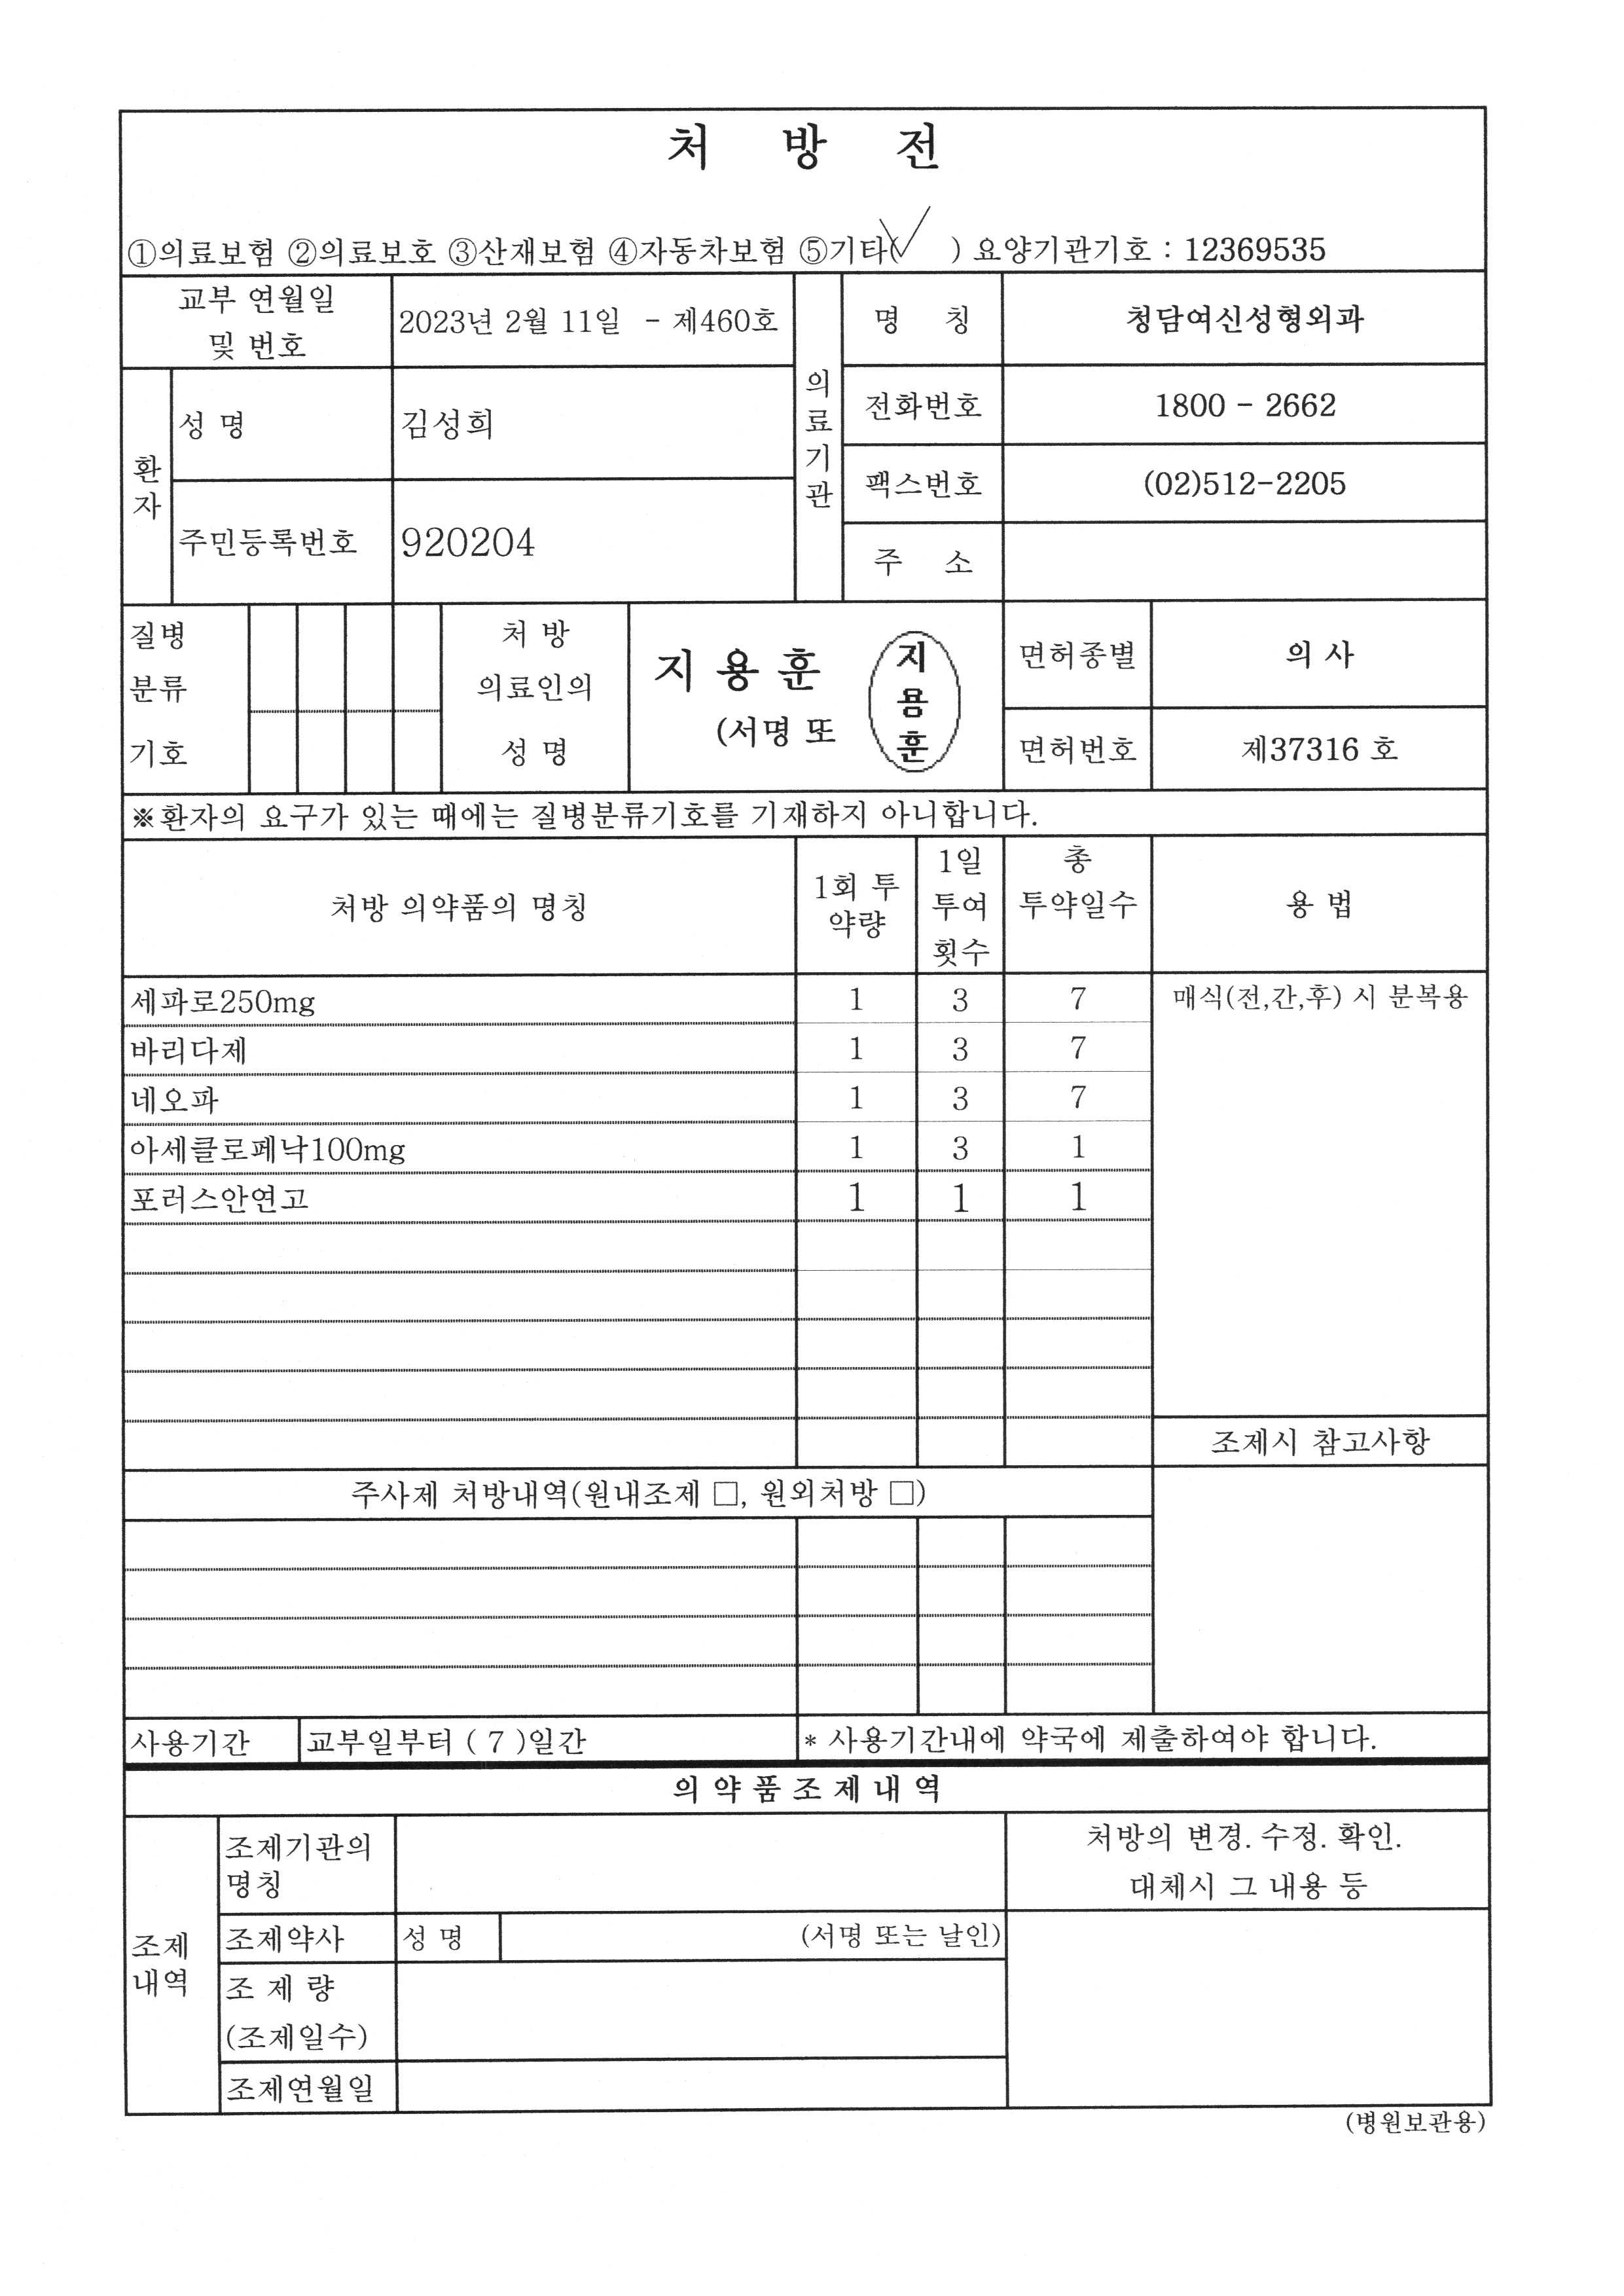 처 방 전
①의료보험 ②의료보호 ③산재보험 ④자동차보험 ⑤기타(✓ ) 요양기관기호 : 12369535
교부 연월일 및 번호
2023년 2월 11일 - 제460호
의료기관
명 칭
청담여신성형외과
전화번호
1800 - 2662
팩스번호
(02)512-2205
주 소
환자
성 명
김성희
주민등록번호
920204
질병
분류
기호
처 방
의료인의
성 명
지 용 훈
(서명 또
지용훈
면허종별
의 사
면허번호
제37316 호
※환자의 요구가 있는 때에는 질병분류기호를 기재하지 아니합니다.
처방 의약품의 명칭
1회 투약량
1일 투여 횟수
총 투약일수
용 법
세파로250mg 1 3 7 매식(전,간,후) 시 분복용
바리다제 1 3 7
네오파 1 3 7
아세클로페낙100mg 1 3 1
포러스안연고 1 1 1
조제시 참고사항
주사제 처방내역(원내조제 □, 원외처방 □)
사용기간
교부일부터 ( 7 )일간
* 사용기간내에 약국에 제출하여야 합니다.
의 약 품 조 제 내 역
조제내역
조제기관의 명칭
처방의 변경. 수정. 확인.
대체시 그 내용 등
조제약사
성 명
(서명 또는 날인)
조 제 량
(조제일수)
조제연월일
(병원보관용)